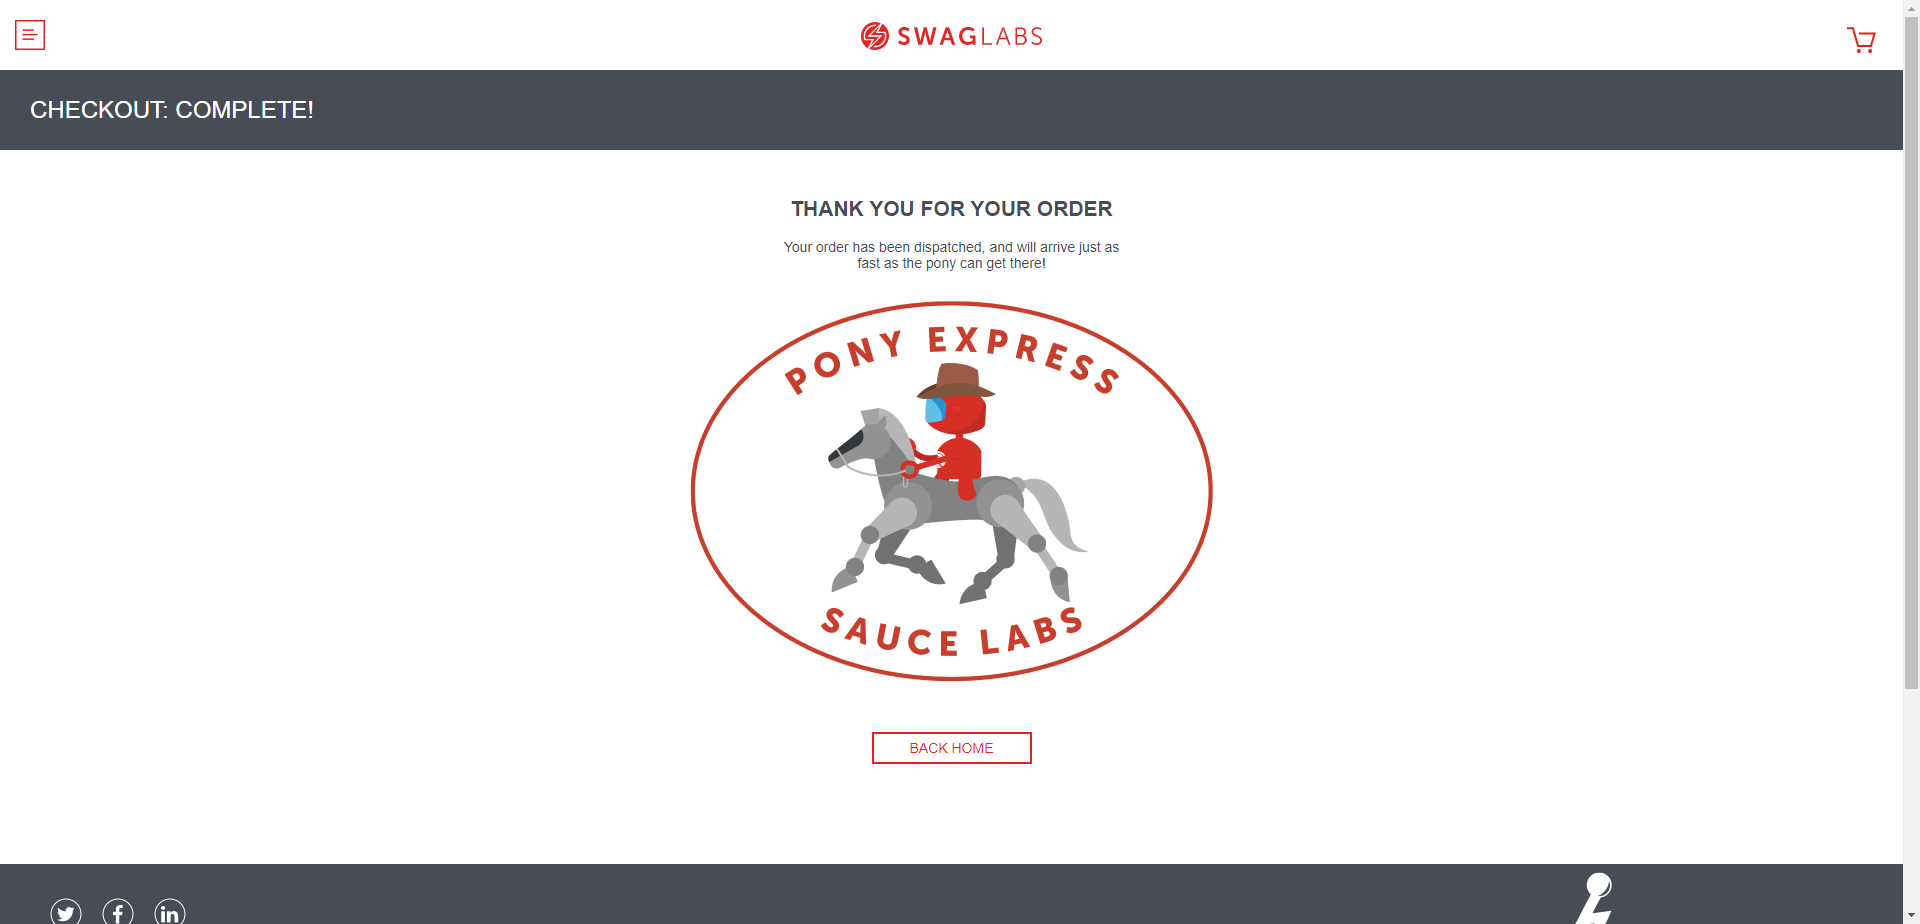 SWAGLABS
CHECKOUT: COMPLETE!
THANK YOU FOR YOUR ORDER
Your order has been dispatched, and will arrive just as
fast as the pony can get there!
PONY EXPRESS
SAUCE LABS
BACK HOME